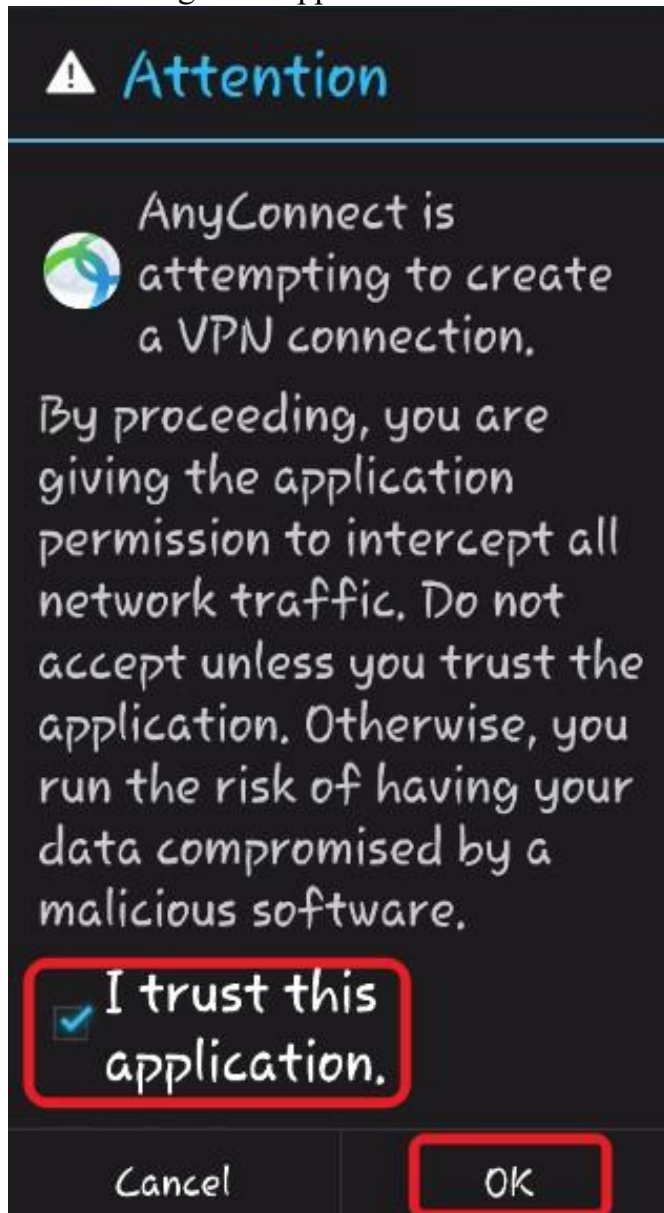 Attention
AnyConnect is
attempting to create
a VPN connection.
By proceeding, you are
giving the application
permission to intercept all
network traffic. Do not
accept unless you trust the
application. Otherwise, you
run the risk of having your
data compromised by a
malicious software.
I trust this
application.
Cancel
OK